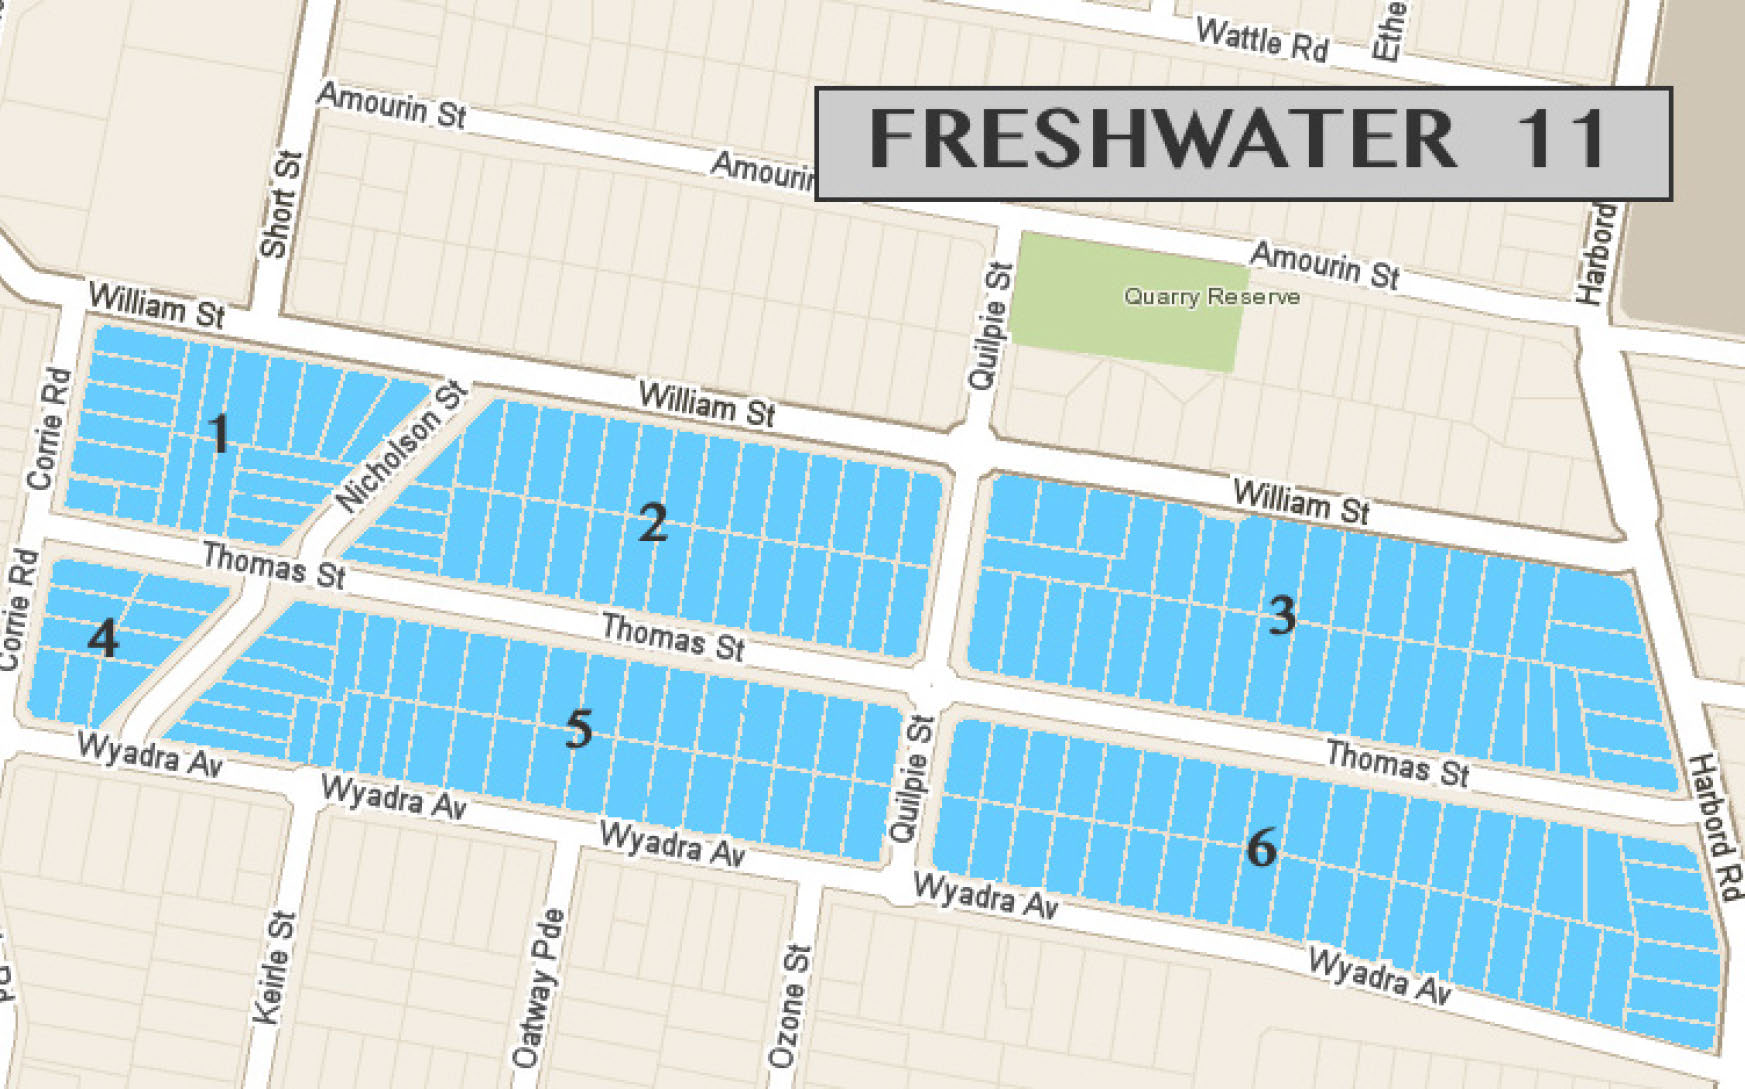 Wattle Rd
Ethe
Amourin St
FRESHWATER 11
Amourin
Short St
Harbord
Amourin St
Quilpie St
Quarry Reserve
William St
William St
Corrie Rd
Nicholson St
1
2
William St
3
Thomas St
Corrie Rd
4
Thomas St
5
Quilpie St
Thomas St
Harbord Rd
Wyadra Av
Wyadra Av
Wyadra Av
6
Wyadra Av
Wyadra Av
Keirle St
Oatway Pde
Ozone St